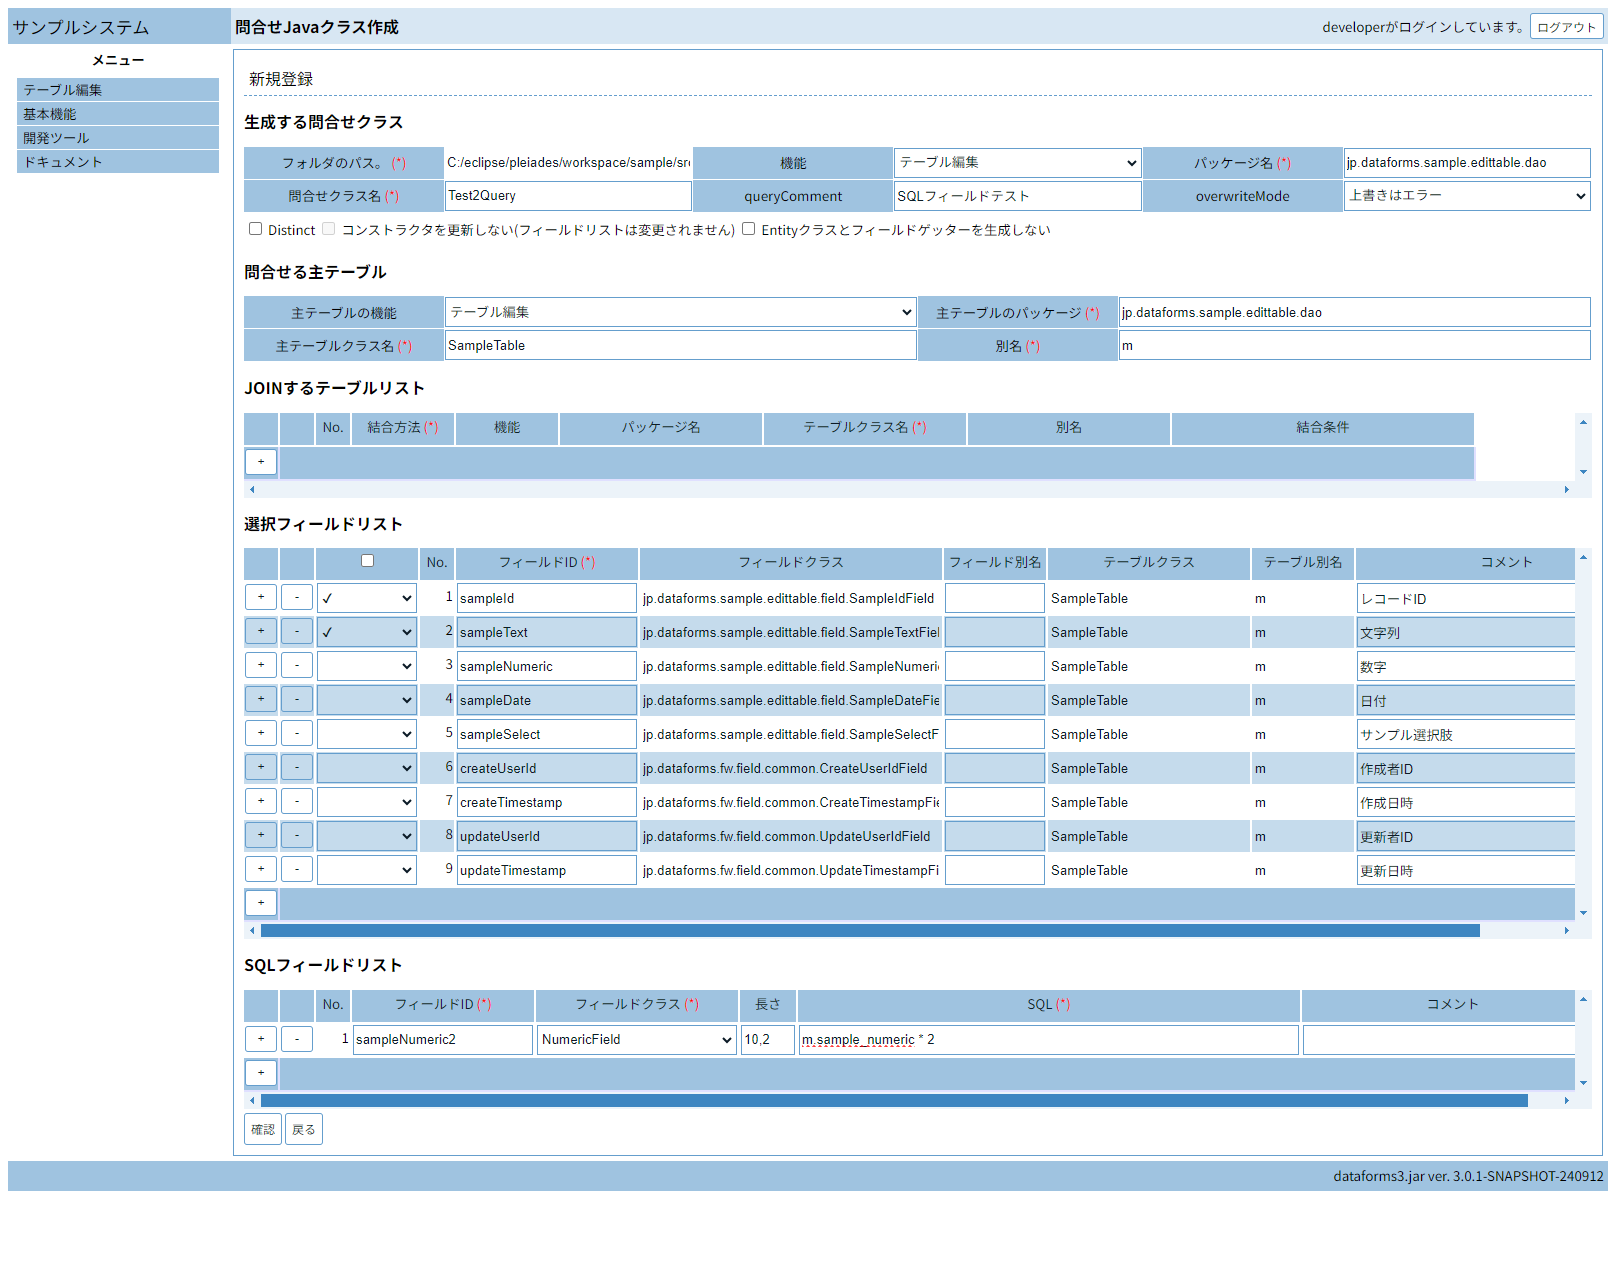 サンプルシステム
問合せJavaクラス作成
developerがログインしています。 ログアウト
メニュー
テーブル編集
基本機能
開発ツール
ドキュメント
新規登録
生成する問合せクラス
フォルダのパス。 (*) C:/eclipse/pleiades/workspace/sample/sr 機能 テーブル編集 パッケージ名 (*) jp.dataforms.sample.edittable.dao
問合せクラス名 (*) Test2Query queryComment SQLフィールドテスト overwriteMode 上書きはエラー
Distinct コンストラクタを更新しない(フィールドリストは変更されません) Entityクラスとフィールドゲッターを生成しない
問合せる主テーブル
主テーブルの機能 テーブル編集 主テーブルのパッケージ (*) jp.dataforms.sample.edittable.dao
主テーブルクラス名 (*) SampleTable 別名 (*) m
JOINするテーブルリスト
No. 結合方法 (*) 機能 パッケージ名 テーブルクラス名 (*) 別名 結合条件
+
選択フィールドリスト
No. フィールドID (*) フィールドクラス フィールド別名 テーブルクラス テーブル別名 コメント
+ - ✓ 1 sampleId jp.dataforms.sample.edittable.field.SampleIdField SampleTable m レコードID
+ - ✓ 2 sampleText jp.dataforms.sample.edittable.field.SampleTextFiel SampleTable m 文字列
+ - 3 sampleNumeric jp.dataforms.sample.edittable.field.SampleNumeri SampleTable m 数字
+ - 4 sampleDate jp.dataforms.sample.edittable.field.SampleDateFie SampleTable m 日付
+ - 5 sampleSelect jp.dataforms.sample.edittable.field.SampleSelectF SampleTable m サンプル選択肢
+ - 6 createUserId jp.dataforms.fw.field.common.CreateUserIdField SampleTable m 作成者ID
+ - 7 createTimestamp jp.dataforms.fw.field.common.CreateTimestampFie SampleTable m 作成日時
+ - 8 updateUserId jp.dataforms.fw.field.common.UpdateUserIdField SampleTable m 更新者ID
+ - 9 updateTimestamp jp.dataforms.fw.field.common.UpdateTimestampFi SampleTable m 更新日時
+
SQLフィールドリスト
No. フィールドID (*) フィールドクラス (*) 長さ SQL (*) コメント
+ - 1 sampleNumeric2 NumericField 10,2 m.sample_numeric * 2
+
確認 戻る
dataforms3.jar ver. 3.0.1-SNAPSHOT-240912